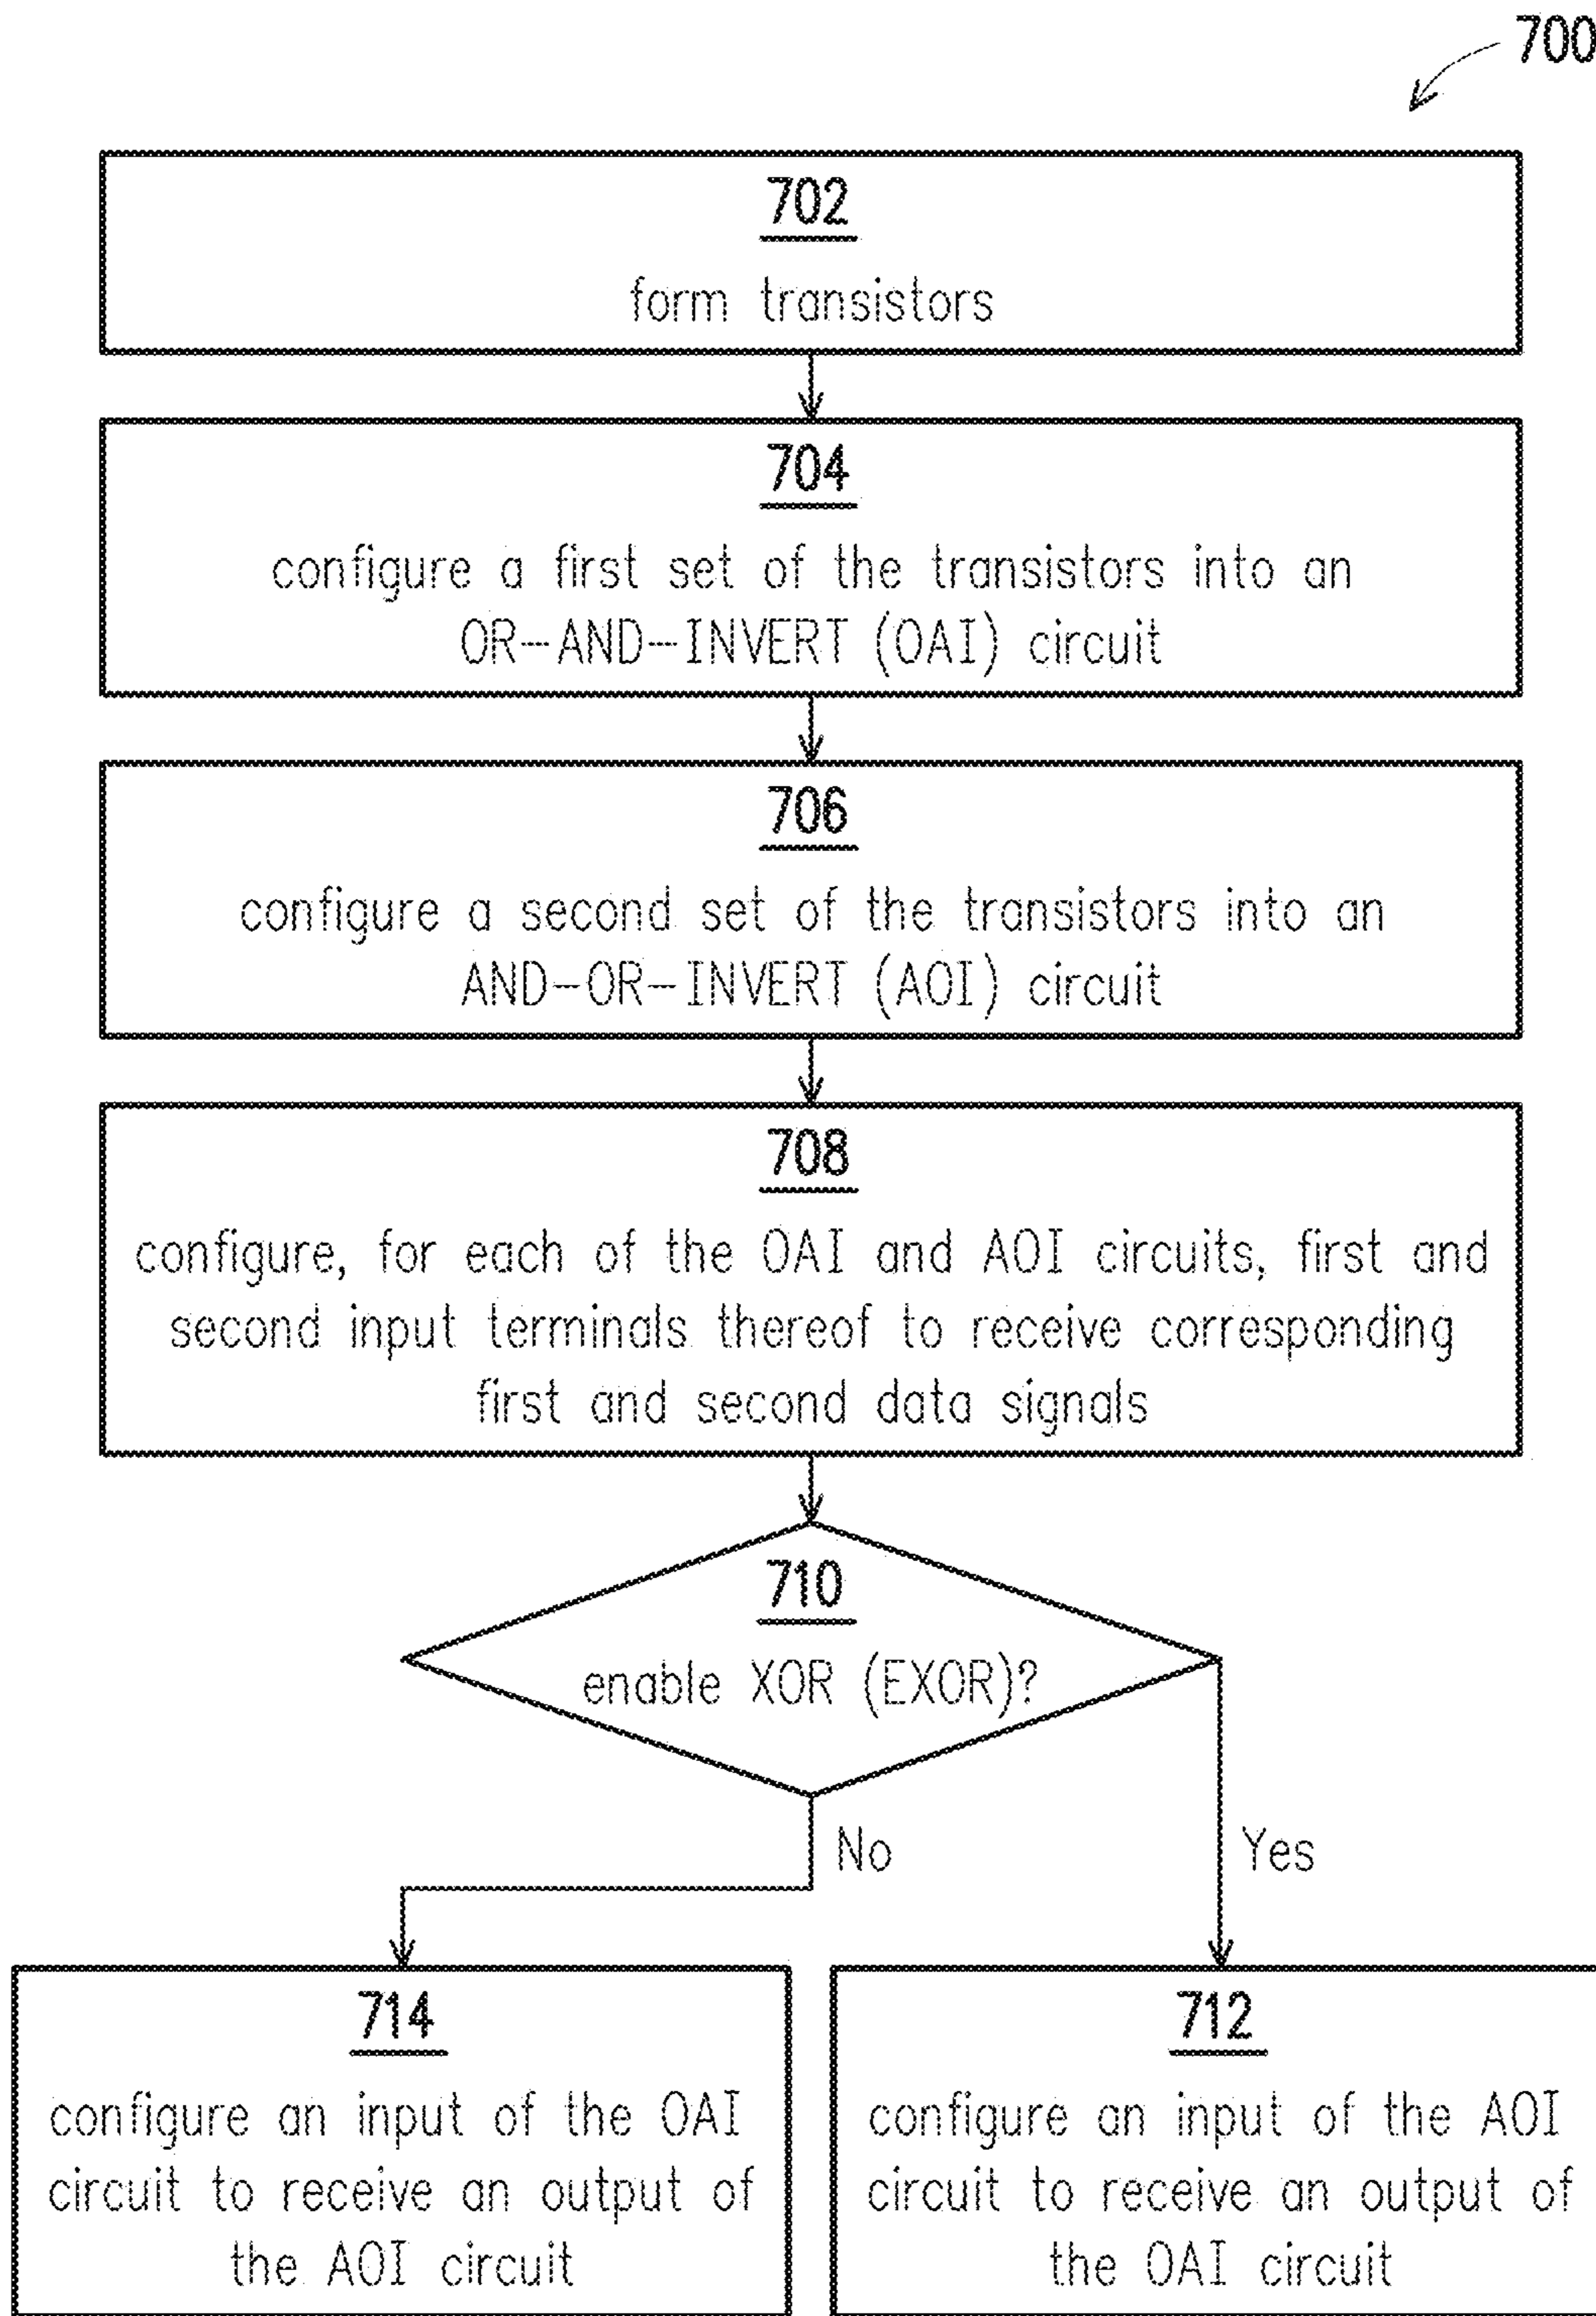 700
702
form transistors
704
configure a first set of the transistors into an
OR-AND-INVERT (OAI) circuit
706
configure a second set of the transistors into an
AND-OR-INVERT (AOI) circuit
708
configure, for each of the OAI and AOI circuits, first and
second input terminals thereof to receive corresponding
first and second data signals
710
enable XOR (EXOR)?
No
Yes
714
configure an input of the OAI
circuit to receive an output of
the AOI circuit
712
configure an input of the AOI
circuit to receive an output of
the OAI circuit